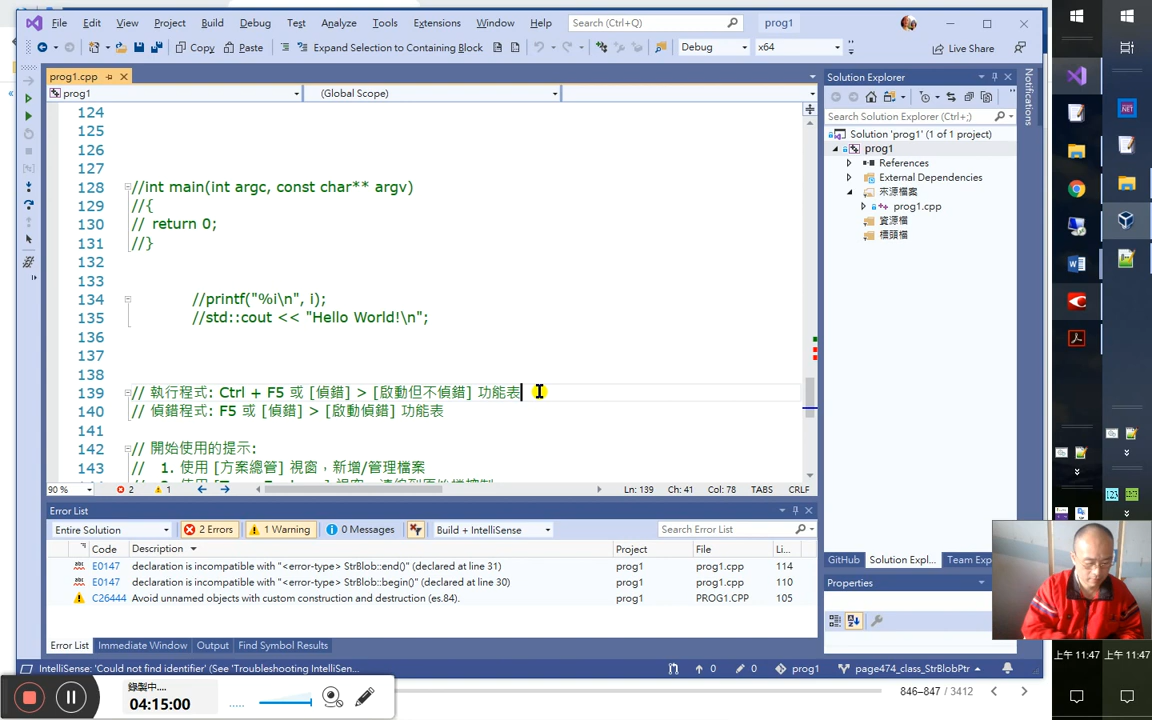 File Edit View Project Build Debug Test Analyze Tools Extensions Window Help Search (Ctrl+Q) prog1
Copy Paste Expand Selection to Containing Block Debug x64 Live Share
prog1.cpp
prog1 (Global Scope)
124
125
126
127
128 //int main(int argc, const char** argv)
129 //{
130 // return 0;
131 //}
132
133
134 //printf("%i\n", i);
135 //std::cout << "Hello World!\n";
136
137
138
139 // 執行程式: Ctrl + F5 或 [偵錯] > [啟動但不偵錯] 功能表
140 // 偵錯程式: F5 或 [偵錯] > [啟動偵錯] 功能表
141
142 // 開始使用的提示:
143 // 1. 使用 [方案總管] 視窗，新增/管理檔案
90 % 2 1 Ln: 139 Ch: 41 Col: 78 TABS CRLF
Solution Explorer
Search Solution Explorer (Ctrl+;)
Solution 'prog1' (1 of 1 project)
prog1
References
External Dependencies
來源檔案
prog1.cpp
資源檔
標頭檔
Notifications
GitHub Solution Expl... Team Exp
Properties
Error List
Entire Solution 2 Errors 1 Warning 0 Messages Build + IntelliSense Search Error List
Code Description Project File Li...
E0147 declaration is incompatible with "<error-type> StrBlob::end()" (declared at line 31) prog1 prog1.cpp 114
E0147 declaration is incompatible with "<error-type> StrBlob::begin()" (declared at line 30) prog1 prog1.cpp 110
C26444 Avoid unnamed objects with custom construction and destruction (es.84). prog1 PROG1.CPP 105
Error List Immediate Window Output Find Symbol Results
IntelliSense: 'Could not find identifier' (See 'Troubleshooting IntelliSen... 0 0 prog1 page474_class_StrBlobPtr
錄製中....
04:15:00
846–847 / 3412
上午 11:47 上午 11:47